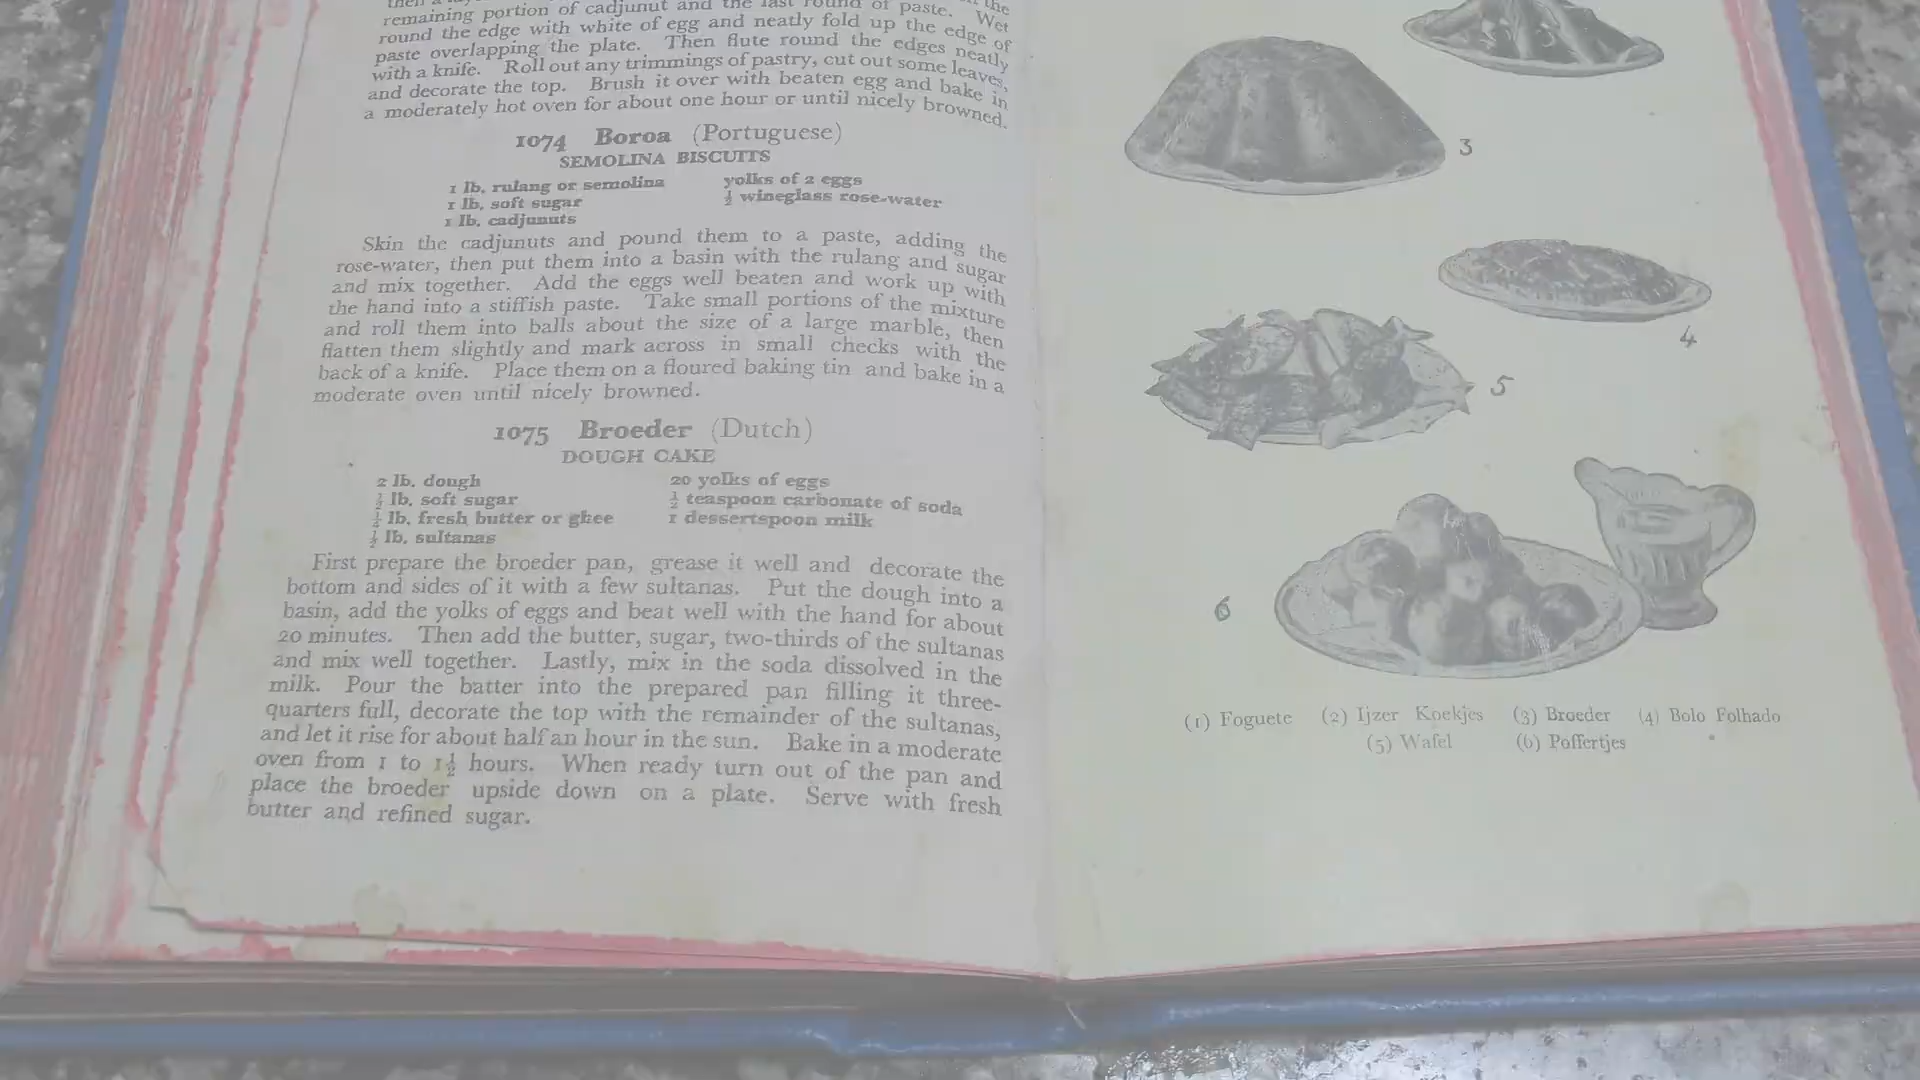 remaining portion of cadjunut and the last round of paste. Wet
round the edge with white of egg and neatly fold up the edge of
paste overlapping the plate. Then flute round the edges neatly
with a knife. Roll out any trimmings of pastry, cut out some leaves,
and decorate the top. Brush it over with beaten egg and bake in
a moderately hot oven for about one hour or until nicely browned.
1074 Boroa (Portuguese)
SEMOLINA BISCUITS
1 lb. rulang or semolina
1 lb. soft sugar
1 lb. cadjunuts
yolks of 2 eggs
½ wineglass rose-water
Skin the cadjunuts and pound them to a paste, adding the
rose-water, then put them into a basin with the rulang and sugar
and mix together. Add the eggs well beaten and work up with
the hand into a stiffish paste. Take small portions of the mixture
and roll them into balls about the size of a large marble, then
flatten them slightly and mark across in small checks with the
back of a knife. Place them on a floured baking tin and bake in a
moderate oven until nicely browned.
1075 Broeder (Dutch)
DOUGH CAKE
2 lb. dough
½ lb. soft sugar
½ lb. fresh butter or ghee
½ lb. sultanas
20 yolks of eggs
½ teaspoon carbonate of soda
1 dessertspoon milk
First prepare the broeder pan, grease it well and decorate the
bottom and sides of it with a few sultanas. Put the dough into a
basin, add the yolks of eggs and beat well with the hand for about
20 minutes. Then add the butter, sugar, two-thirds of the sultanas
and mix well together. Lastly, mix in the soda dissolved in the
milk. Pour the batter into the prepared pan filling it three-
quarters full, decorate the top with the remainder of the sultanas,
and let it rise for about half an hour in the sun. Bake in a moderate
oven from 1 to 1½ hours. When ready turn out of the pan and
place the broeder upside down on a plate. Serve with fresh
butter and refined sugar.
3
4
5
6
(1) Foguete (2) Ijzer Koekjes (3) Broeder (4) Bolo Folhado
(5) Wafel (6) Poffertjes